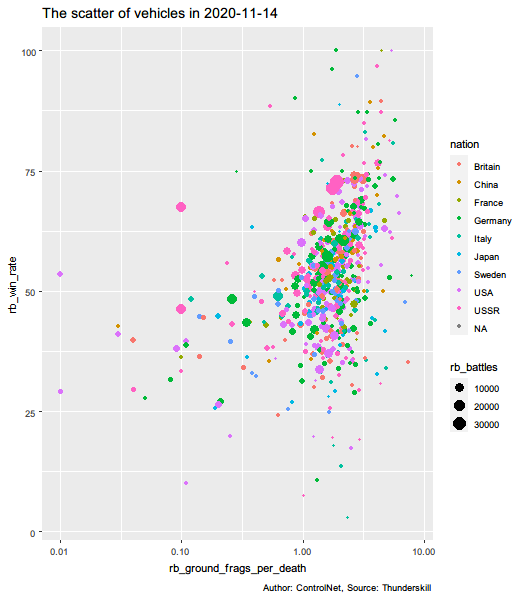 The scatter of vehicles in 2020-11-14
rb_win_rate
100
75
50
25
0
0.01 0.10 1.00 10.00
rb_ground_frags_per_death
nation
Britain
China
France
Germany
Italy
Japan
Sweden
USA
USSR
NA
rb_battles
10000
20000
30000
Author: ControlNet, Source: Thunderskill